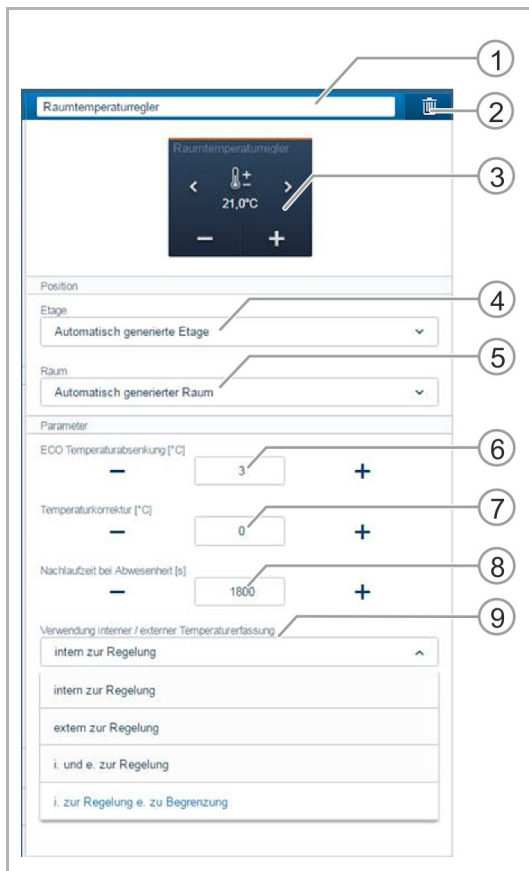 1
Raumtemperaturregler
2
Raumtemperaturregler
3
21,0°C
Position
4
Etage
Automatisch generierte Etage
5
Raum
Automatisch generierter Raum
Parameter
6
ECO Temperaturabsenkung [°C]
− 3 +
7
Temperaturkorrektur [°C]
− 0 +
8
Nachlaufzeit bei Abwesenheit [s]
− 1800 +
9
Verwendung interner / externer Temperaturerfassung
intern zur Regelung
intern zur Regelung
extern zur Regelung
i. und e. zur Regelung
i. zur Regelung e. zu Begrenzung